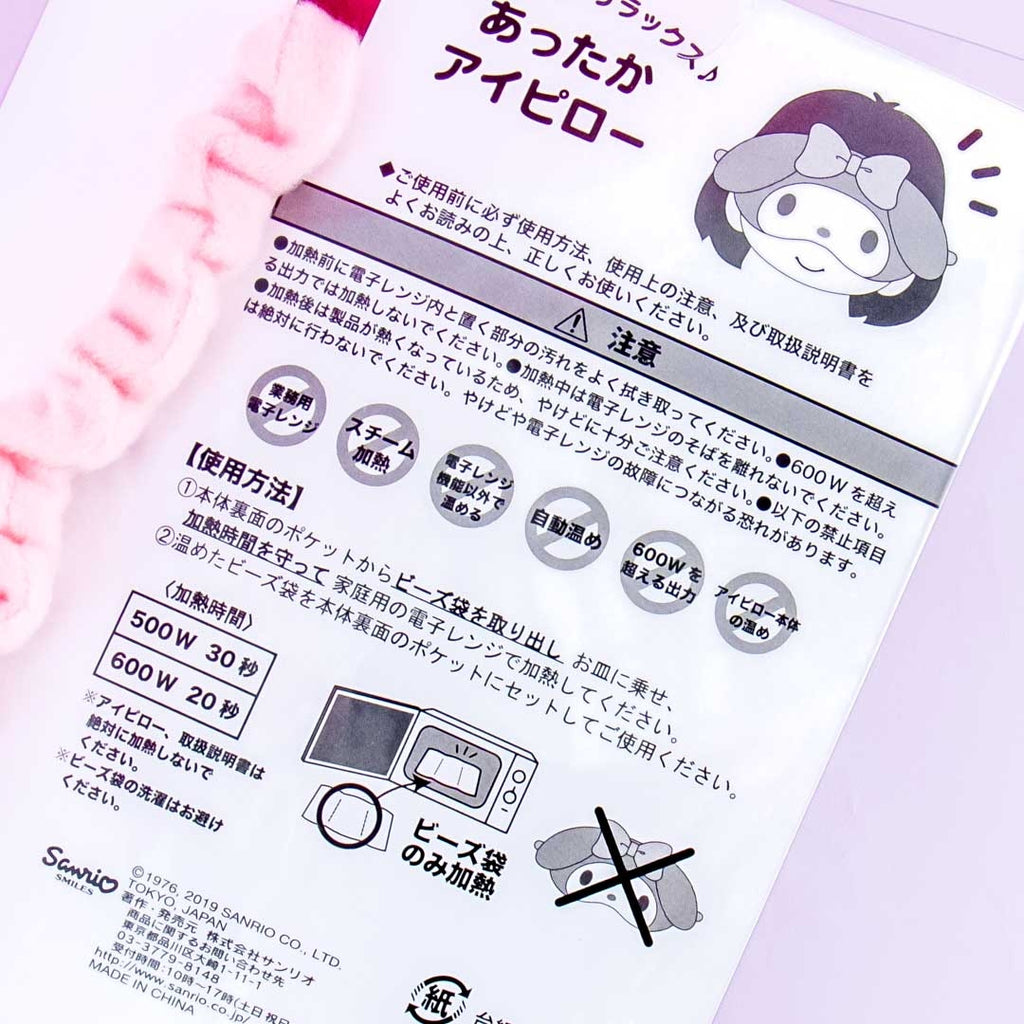 リラックス♪
あったか
アイピロー
◆ご使用前に必ず使用方法、使用上の注意、及び取扱説明書を
よくお読みの上、正しくお使いください。
注意
●加熱前に電子レンジ内と置く部分の汚れをよく拭き取ってください。●600Wを超え
る出力では加熱しないでください。●加熱中は電子レンジのそばを離れないでください。
●加熱後は製品が熱くなっているため、やけどに十分ご注意ください。●以下の禁止項目
は絶対に行わないでください。やけどや電子レンジの故障につながる恐れがあります。
業務用
電子レンジ
スチーム
加熱
電子レンジ
機能以外で
温める
自動温め
600Wを
超える出力
アイピロー本体
の温め
【使用方法】
①本体裏面のポケットからビーズ袋を取り出し お皿に乗せ、
加熱時間を守って 家庭用の電子レンジで加熱してください。
②温めたビーズ袋を本体裏面のポケットにセットしてご使用ください。
〈加熱時間〉
500W 30秒
600W 20秒
※アイピロー、取扱説明書は
絶対に加熱しないで
ください。
※ビーズ袋の洗濯はお避け
ください。
ビーズ袋
のみ加熱
Sanrio
SMILES
©1976, 2019 SANRIO CO., LTD.
TOKYO, JAPAN
著作・発売元 株式会社サンリオ
商品に関するお問い合わせ先
東京都品川区大崎1-11-1
03-3779-8148
受付時間:10時〜17時(土日祝
http://www.sanrio.co.jp/
MADE IN CHINA
紙
台紙